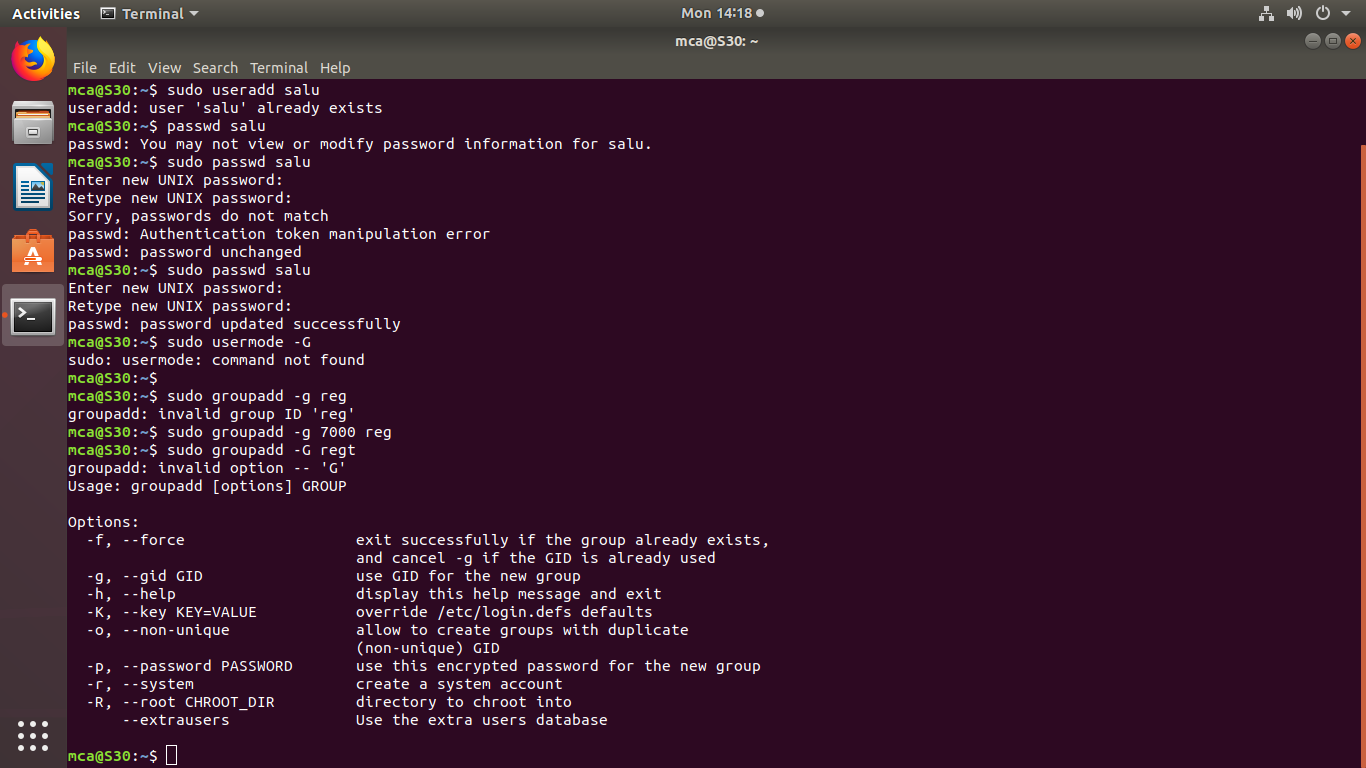 Activities Terminal Mon 14:18
mca@S30: ~
File Edit View Search Terminal Help
mca@S30:~$ sudo useradd salu
useradd: user 'salu' already exists
mca@S30:~$ passwd salu
passwd: You may not view or modify password information for salu.
mca@S30:~$ sudo passwd salu
Enter new UNIX password:
Retype new UNIX password:
Sorry, passwords do not match
passwd: Authentication token manipulation error
passwd: password unchanged
mca@S30:~$ sudo passwd salu
Enter new UNIX password:
Retype new UNIX password:
passwd: password updated successfully
mca@S30:~$ sudo usermode -G
sudo: usermode: command not found
mca@S30:~$
mca@S30:~$ sudo groupadd -g reg
groupadd: invalid group ID 'reg'
mca@S30:~$ sudo groupadd -g 7000 reg
mca@S30:~$ sudo groupadd -G regt
groupadd: invalid option -- 'G'
Usage: groupadd [options] GROUP
Options:
-f, --force exit successfully if the group already exists,
and cancel -g if the GID is already used
-g, --gid GID use GID for the new group
-h, --help display this help message and exit
-K, --key KEY=VALUE override /etc/login.defs defaults
-o, --non-unique allow to create groups with duplicate
(non-unique) GID
-p, --password PASSWORD use this encrypted password for the new group
-r, --system create a system account
-R, --root CHROOT_DIR directory to chroot into
--extrausers Use the extra users database
mca@S30:~$